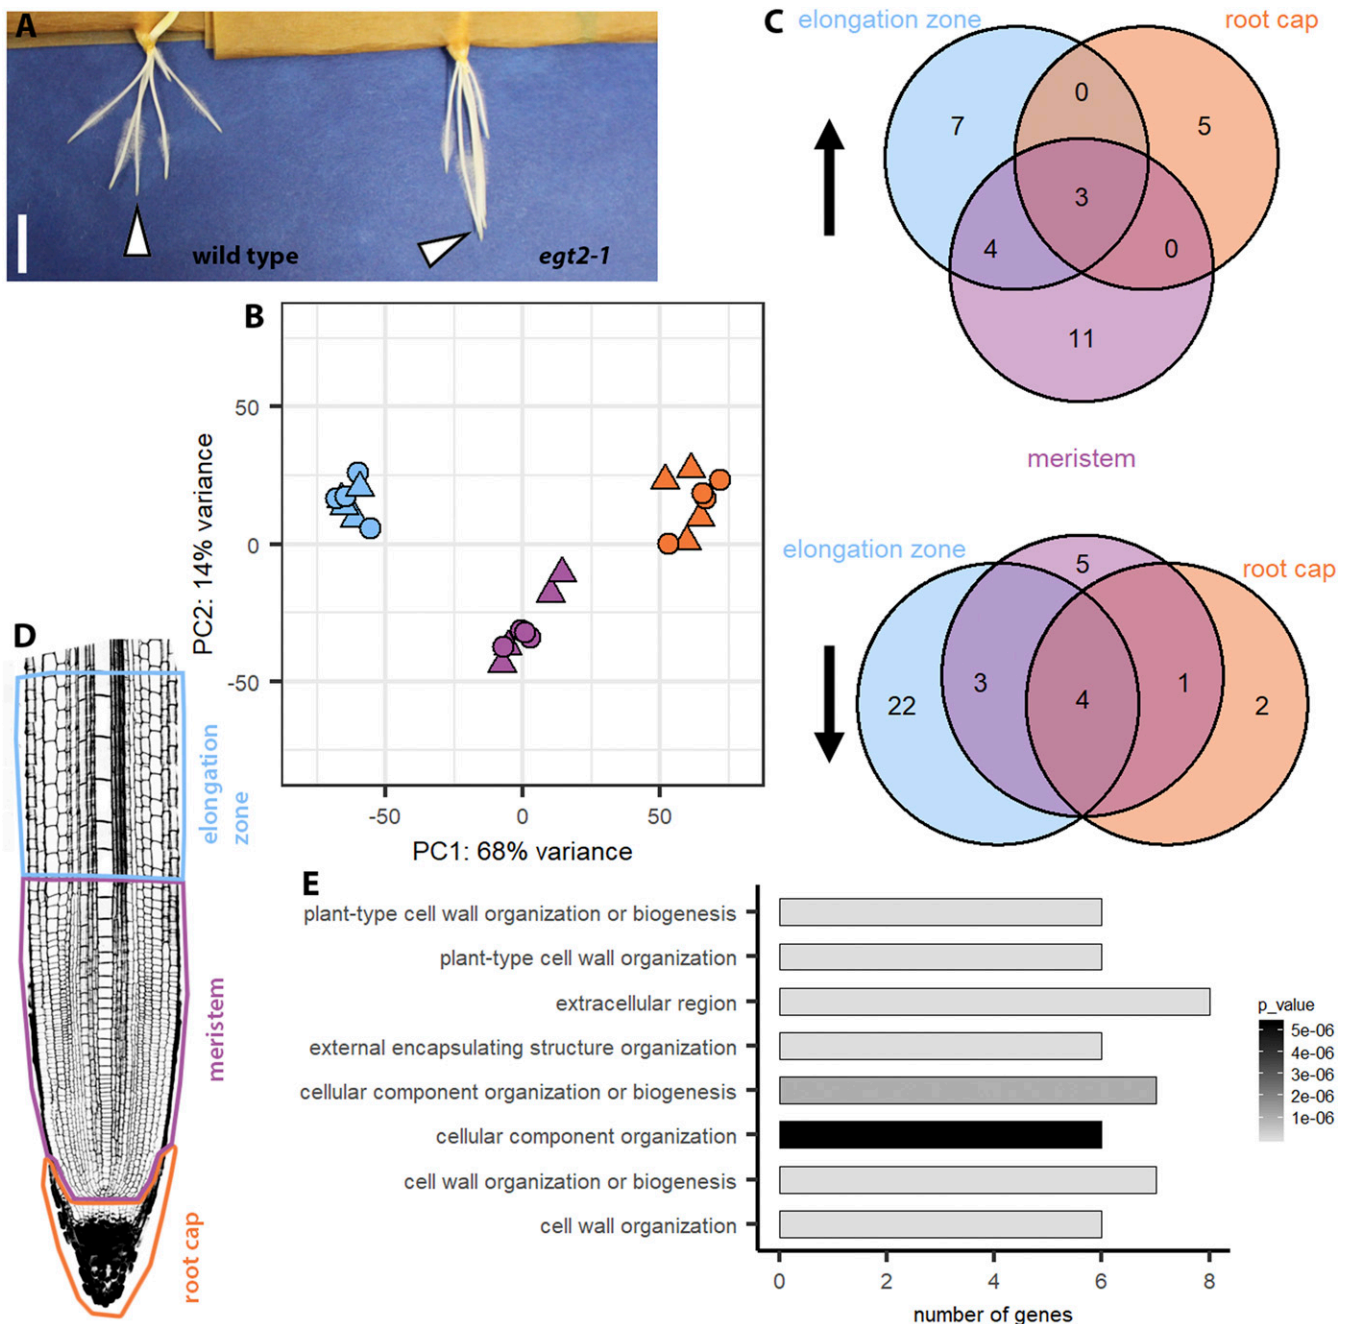 A
wild type
egt2-1
C
elongation zone
root cap
7
0
5
3
4
0
11
meristem
B
PC2: 14% variance
50
0
-50
-50
0
50
PC1: 68% variance
elongation zone
root cap
5
22
3
4
1
2
D
elongation
zone
meristem
root cap
E
plant-type cell wall organization or biogenesis
plant-type cell wall organization
extracellular region
external encapsulating structure organization
cellular component organization or biogenesis
cellular component organization
cell wall organization or biogenesis
cell wall organization
0
2
4
6
8
number of genes
p_value
5e-06
4e-06
3e-06
2e-06
1e-06